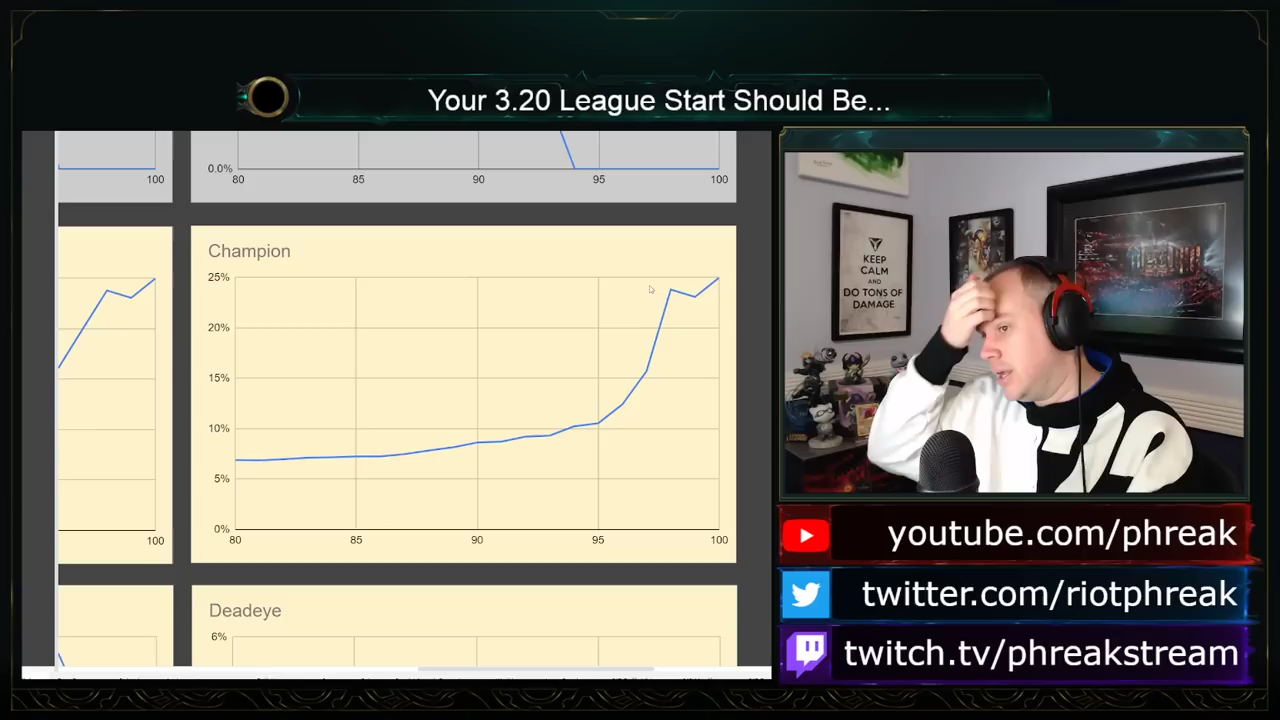 Your 3.20 League Start Should Be...
0.0%
80
85
90
95
100
100
Champion
25%
20%
15%
10%
5%
0%
80
85
90
95
100
100
Deadeye
6%
KEEP
CALM
AND
DO TONS OF
DAMAGE
youtube.com/phreak
twitter.com/riotphreak
twitch.tv/phreakstream